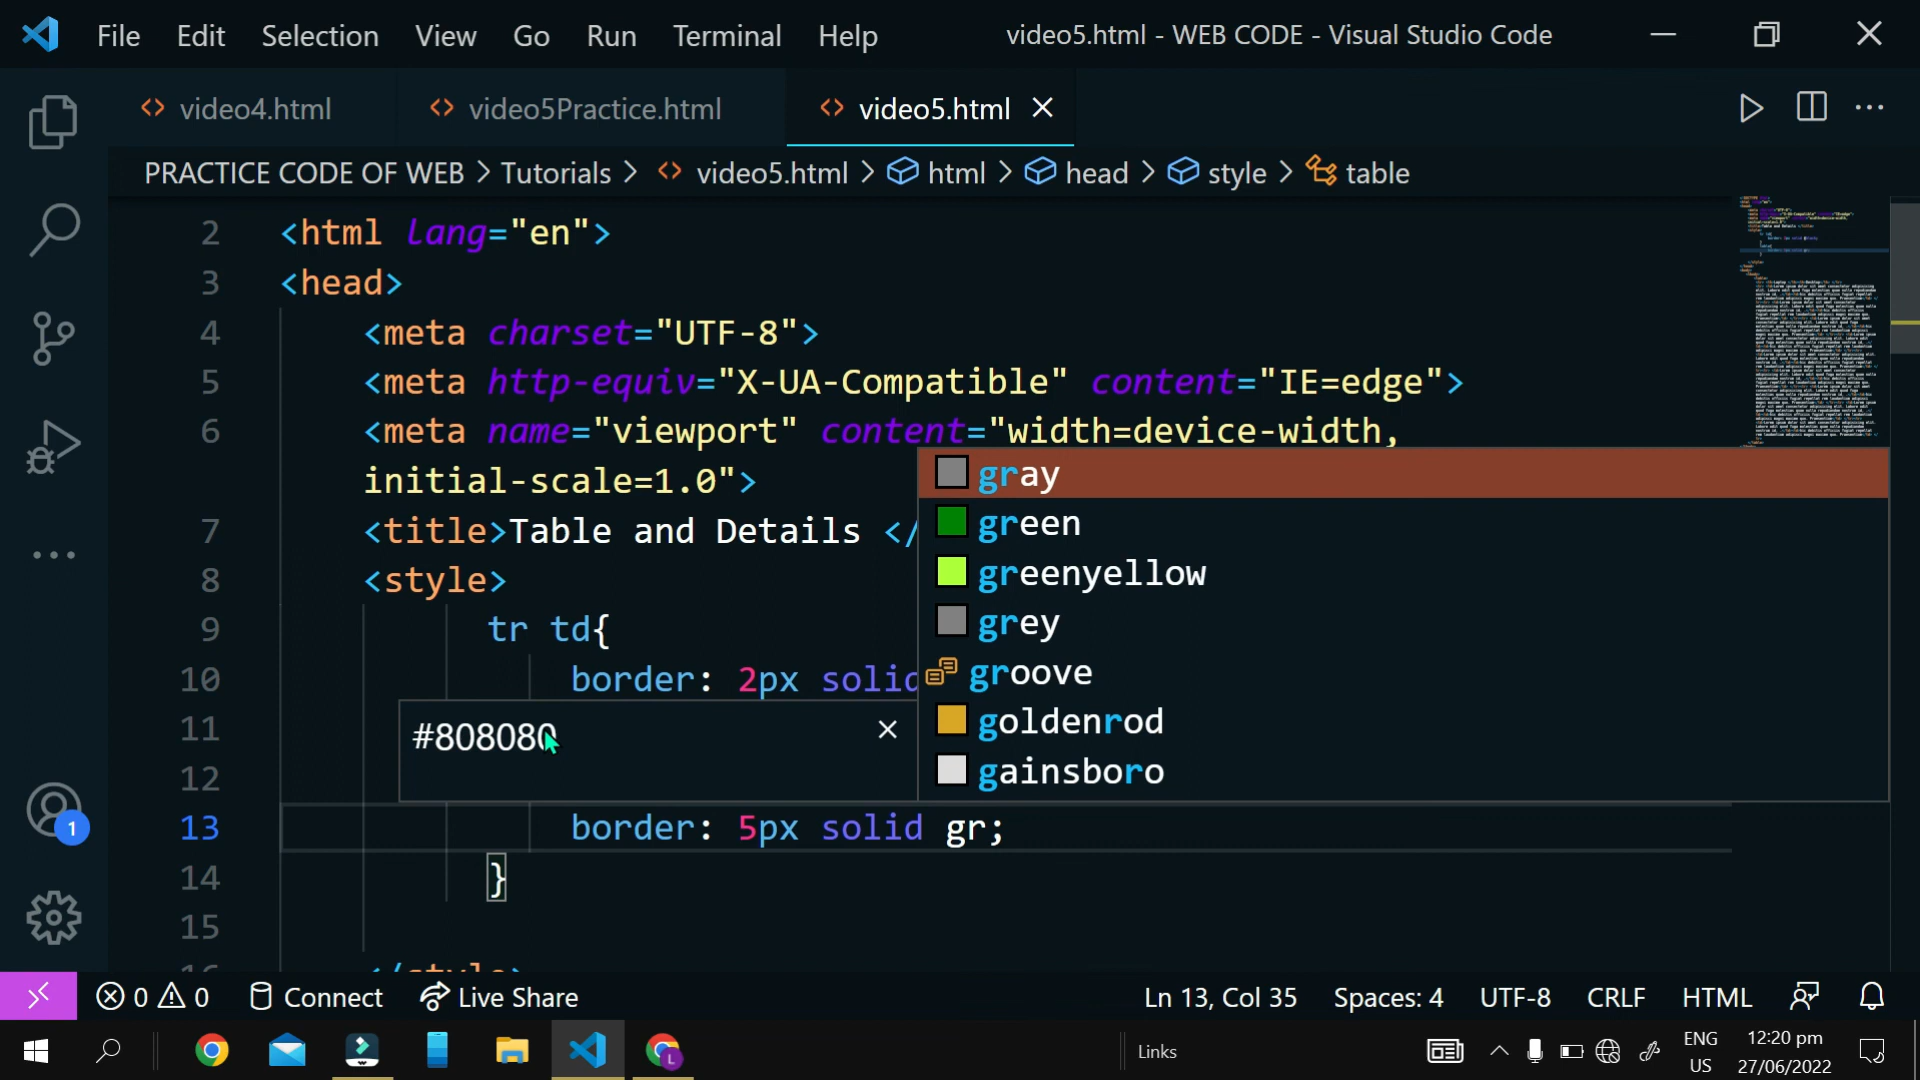 File Edit Selection View Go Run Terminal Help video5.html - WEB CODE - Visual Studio Code
video4.html video5Practice.html video5.html
PRACTICE CODE OF WEB > Tutorials > video5.html > html > head > style > table
2 <html lang="en">
3 <head>
4 <meta charset="UTF-8">
5 <meta http-equiv="X-UA-Compatible" content="IE=edge">
6 <meta name="viewport" content="width=device-width,
initial-scale=1.0">
7 <title>Table and Details </
8 <style>
9 tr td{
10 border: 2px solid
11
12
13 border: 5px solid gr;
14 }
15
16 </style>
gray
green
greenyellow
grey
groove
goldenrod
gainsboro
#808080
1
0 0 Connect Live Share Ln 13, Col 35 Spaces: 4 UTF-8 CRLF HTML
L
Links ENG
US
12:20 pm
27/06/2022